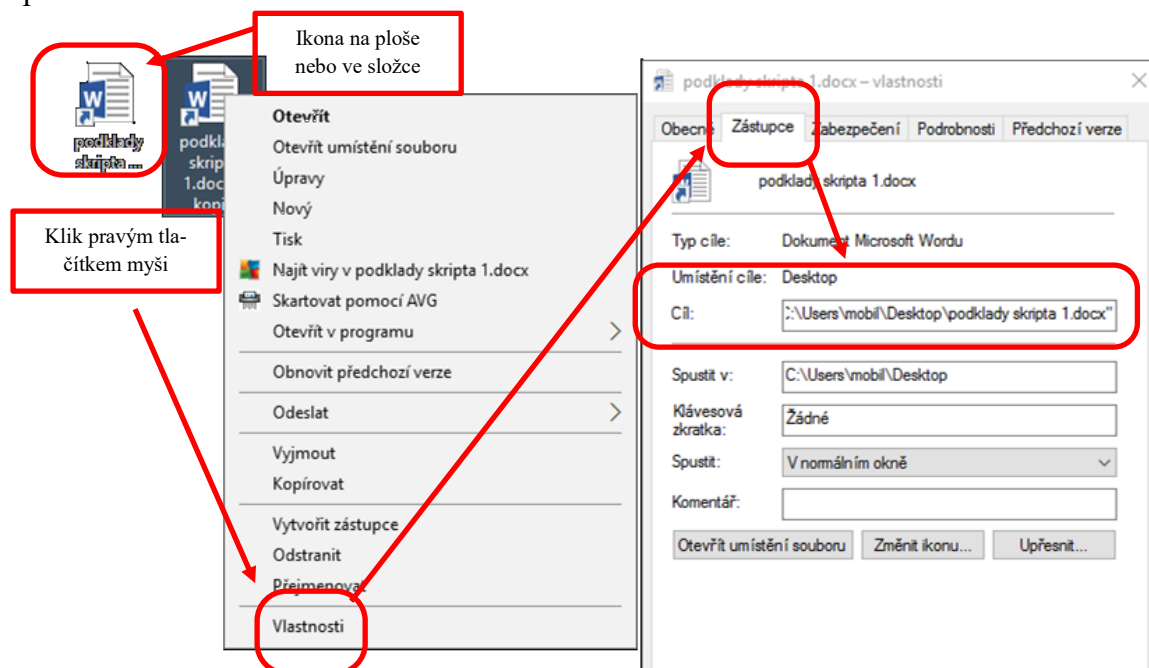 Ikona na ploše
nebo ve složce
podklady
skripta ...
skrip
1.doc
Klik pravým tla-
čítkem myši
Otevřít
Otevřít umístění souboru
Úpravy
Nový
Tisk
Najít viry v podklady skripta 1.docx
Skartovat pomocí AVG
Otevřít v programu
Obnovit předchozí verze
Odeslat
Vyjmout
Kopírovat
Vytvořit zástupce
Odstranit
Přejmenovat
Vlastnosti
podklady skripta 1.docx – vlastnosti
Obecné Zástupce Zabezpečení Podrobnosti Předchozí verze
podklady skripta 1.docx
Typ cíle: Dokument Microsoft Wordu
Umístění cíle: Desktop
Cíl: :\Users\mobil\Desktop\podklady skripta 1.docx"
Spustit v: C:\Users\mobil\Desktop
Klávesová
zkratka: Žádné
Spustit: V normálním okně
Komentář:
Otevřít umístění souboru Změnit ikonu... Upřesnit...